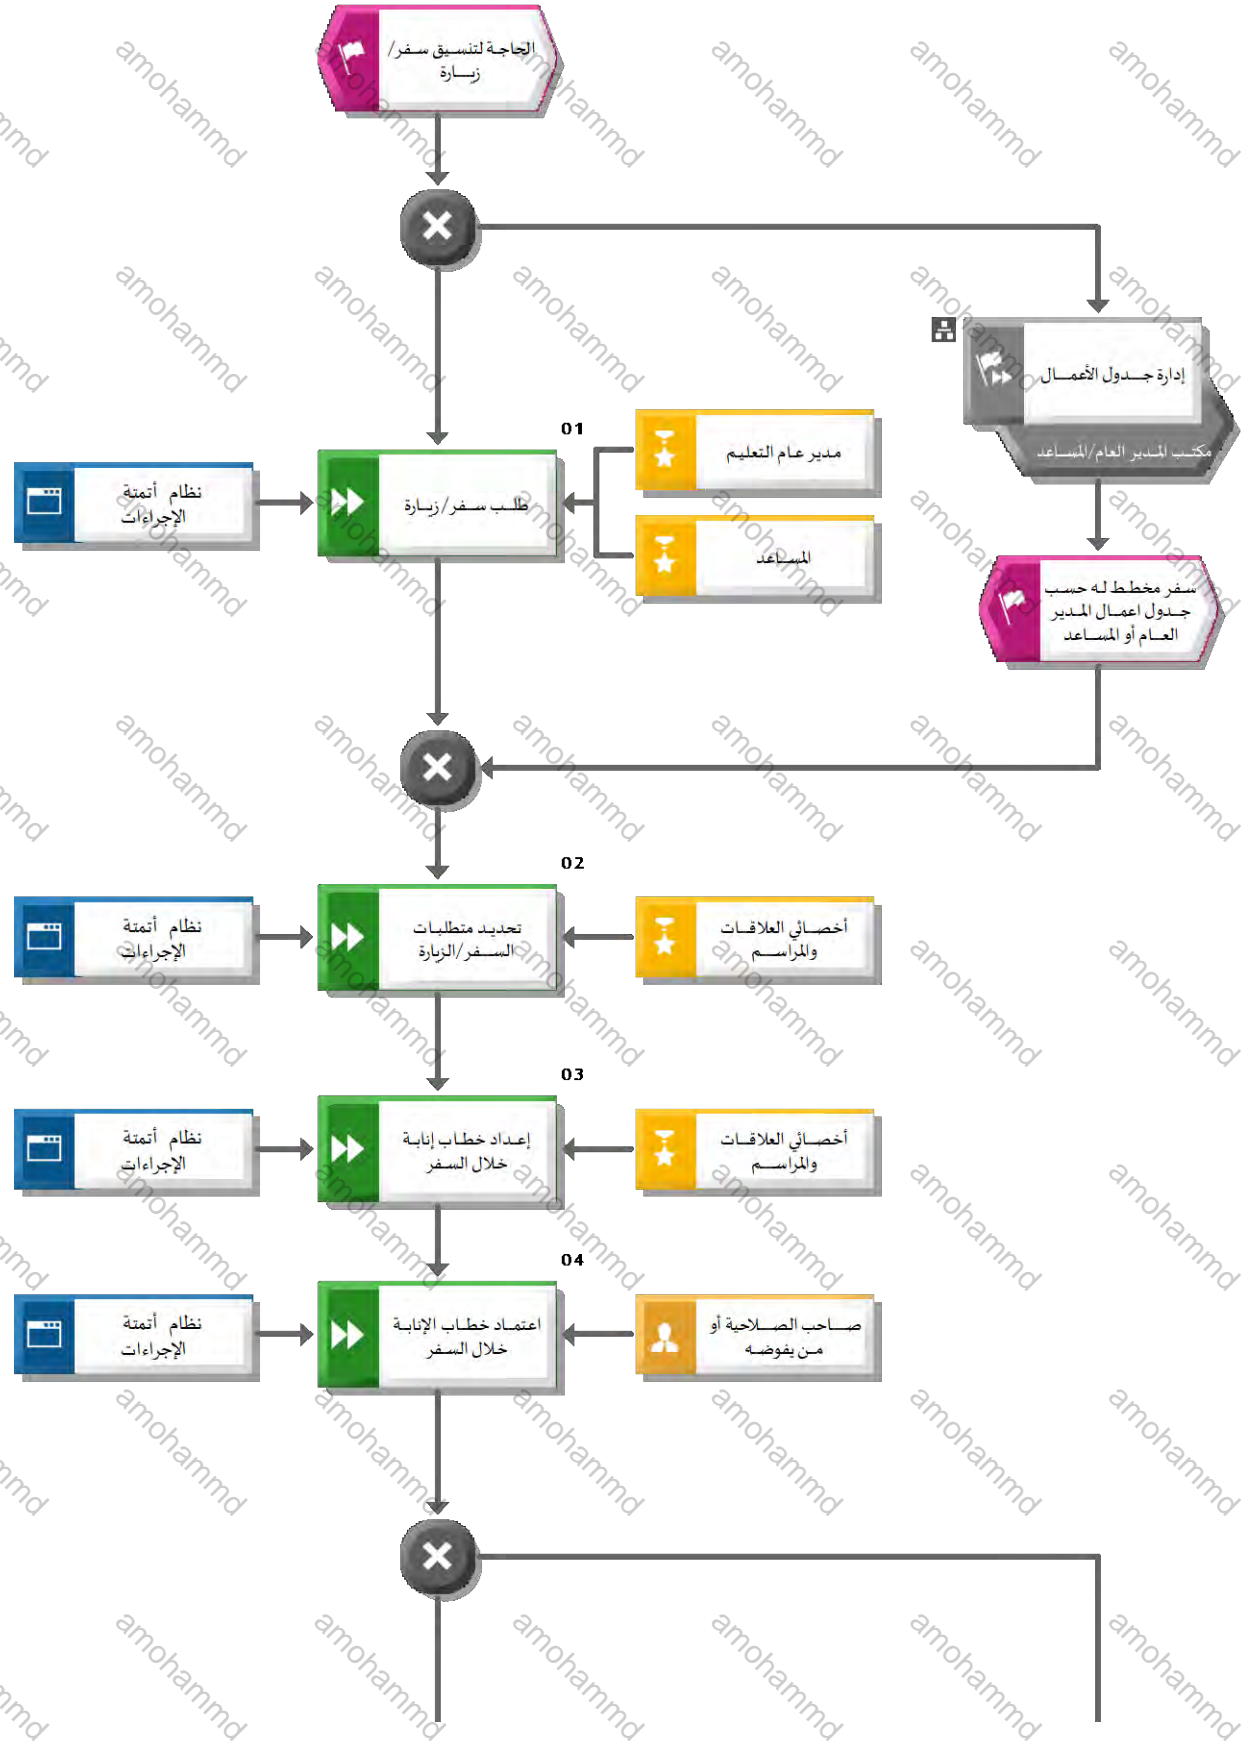 الحاجة لتنسيق سفر/
زيارة
إدارة جدول الأعمال
مكتب المدير العام/المساعد
01
مدير عام التعليم
نظام أتمتة
الإجراءات
طلب سفر/زيارة
المساعد
سفر مخطط له حسب
جدول اعمال المدير
العام أو المساعد
02
أخصائي العلاقات
والمراسم
تحديد متطلبات
السفر/الزيارة
نظام أتمتة
الإجراءات
03
أخصائي العلاقات
والمراسم
إعداد خطاب إنابة
خلال السفر
نظام أتمتة
الإجراءات
04
صاحب الصلاحية أو
من يفوضه
اعتماد خطاب الإنابة
خلال السفر
نظام أتمتة
الإجراءات
amohammd